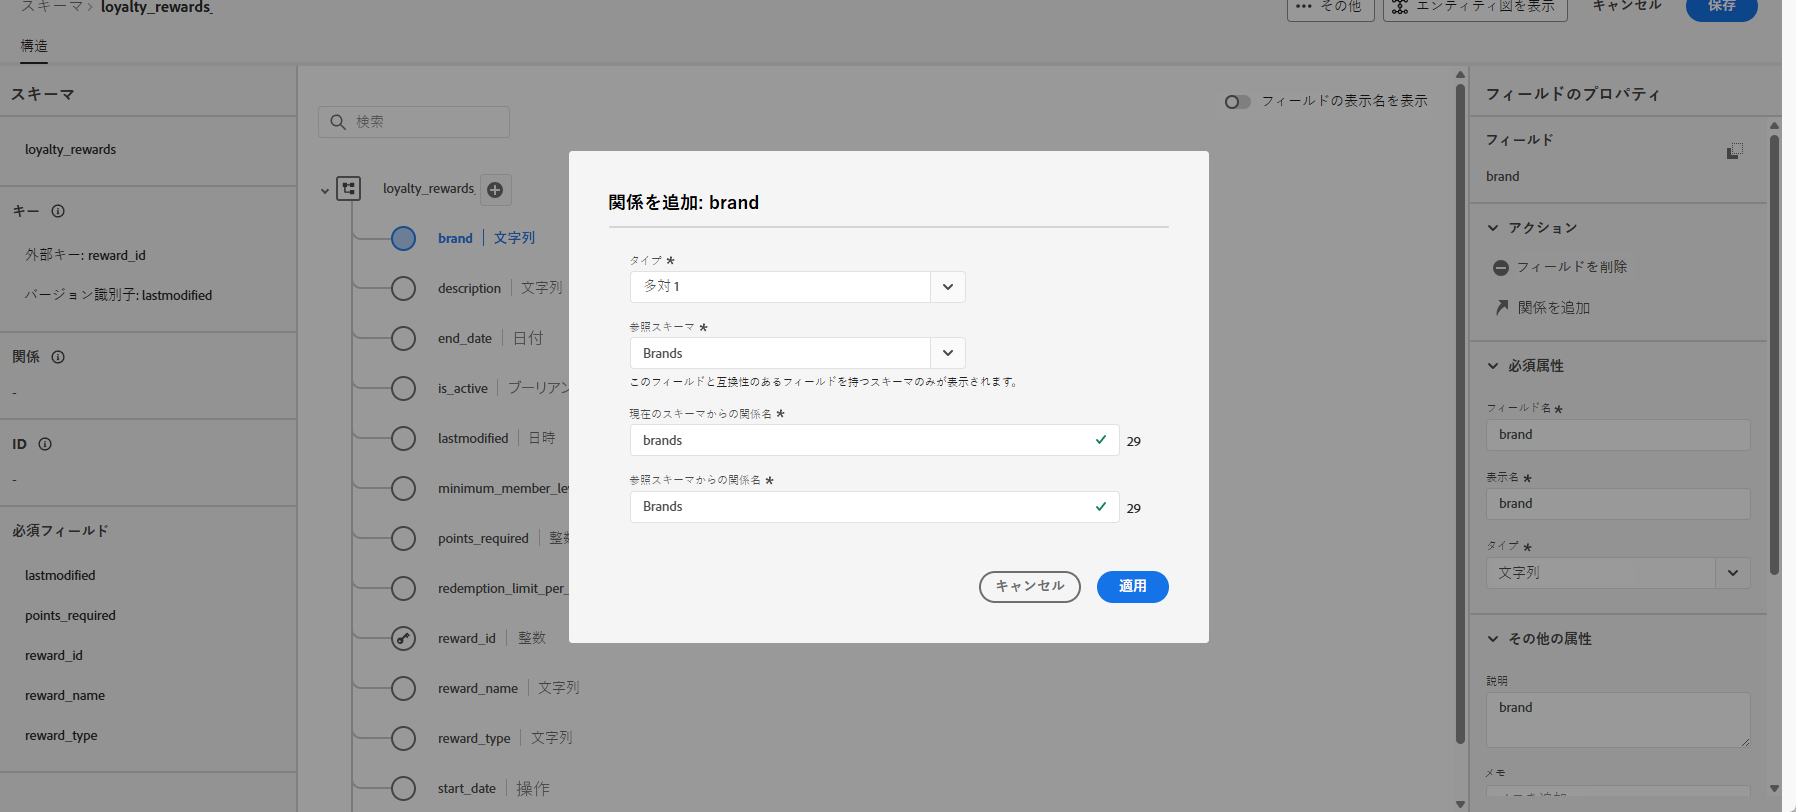 スキーマ > loyalty_rewards_
••• その他
エンティティ図を表示
キャンセル
保存
構造
スキーマ
loyalty_rewards
キー
外部キー: reward_id
バージョン識別子: lastmodified
関係
-
ID
-
必須フィールド
lastmodified
points_required
reward_id
reward_name
reward_type
検索
フィールドの表示名を表示
loyalty_rewards_
brand | 文字列
description | 文字列
end_date | 日付
is_active | ブーリアン
lastmodified | 日時
minimum_member_le
points_required | 整数
redemption_limit_per_
reward_id | 整数
reward_name | 文字列
reward_type | 文字列
start_date | 操作
関係を追加: brand
タイプ *
多対 1
参照スキーマ *
Brands
このフィールドと互換性のあるフィールドを持つスキーマのみが表示されます。
現在のスキーマからの関係名 *
brands
29
参照スキーマからの関係名 *
Brands
29
キャンセル
適用
フィールドのプロパティ
フィールド
brand
アクション
フィールドを削除
関係を追加
必須属性
フィールド名 *
brand
表示名 *
brand
タイプ *
文字列
その他の属性
説明
brand
メモ